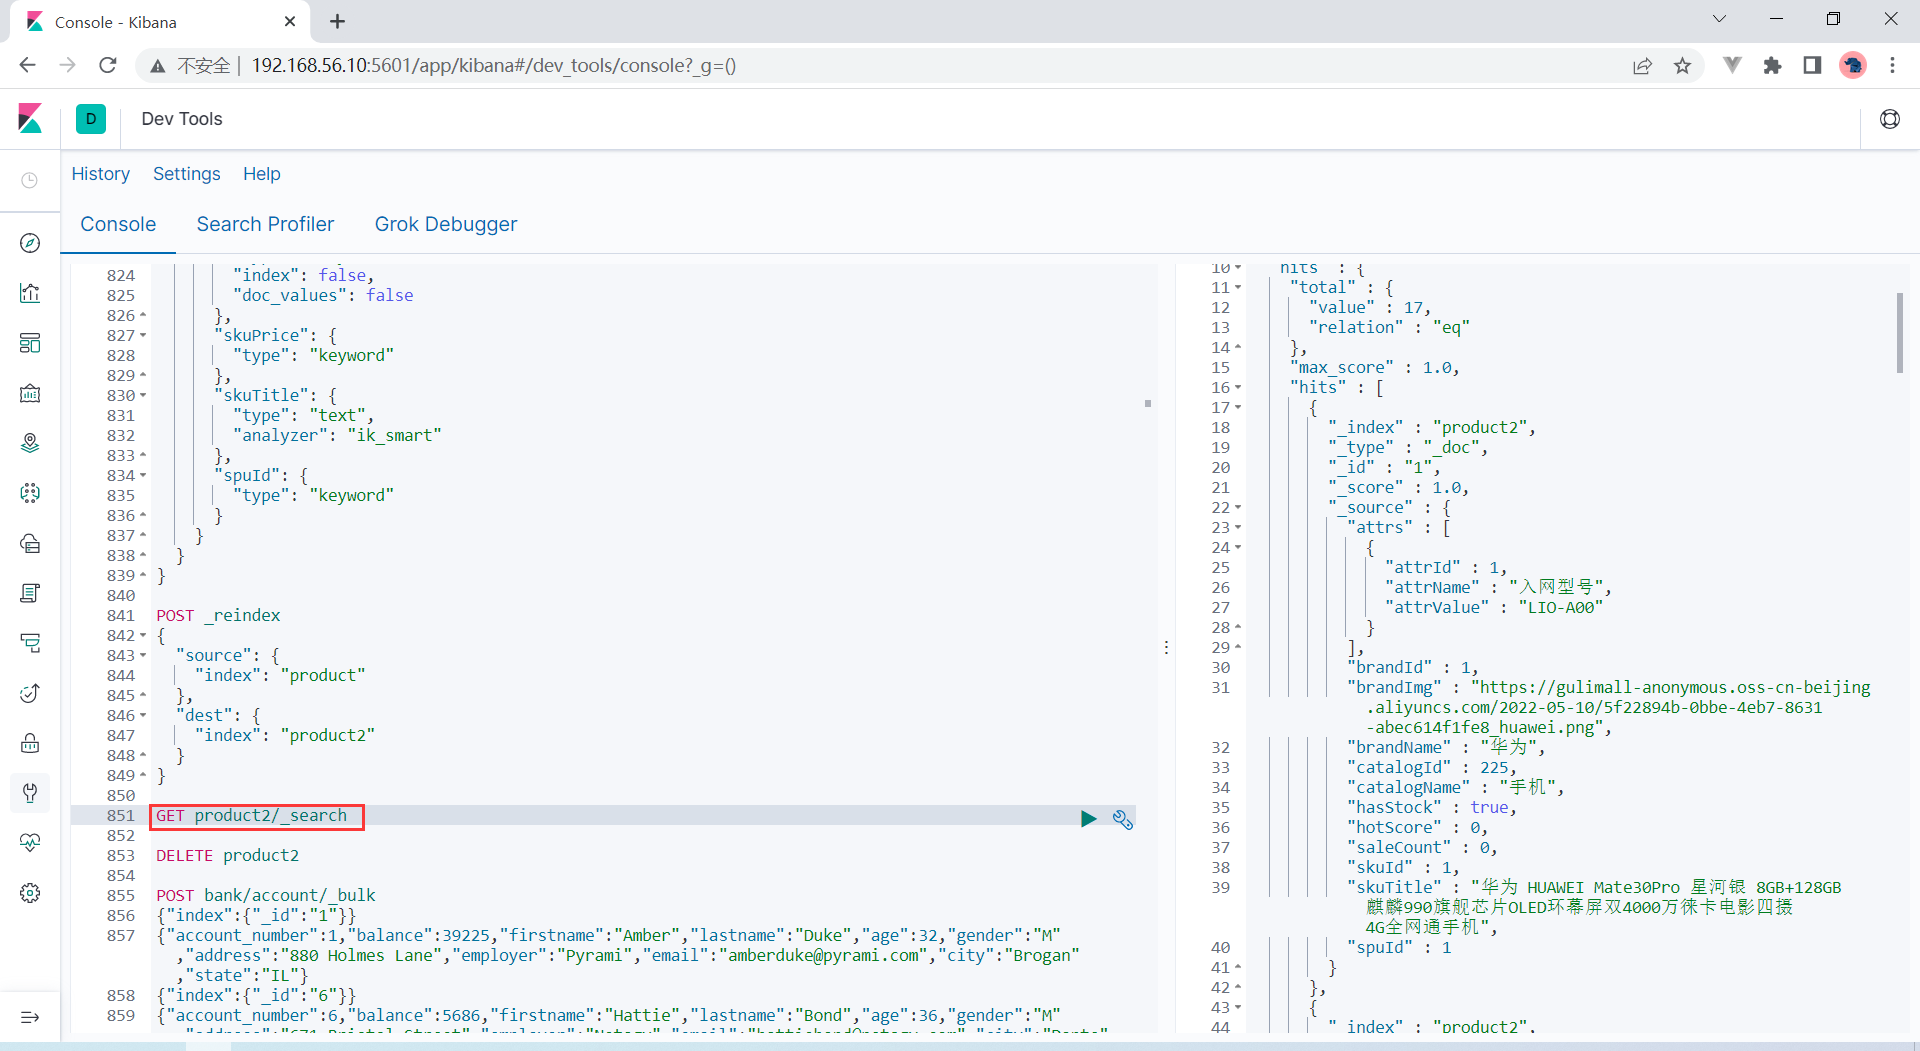 Console - Kibana
不安全 | 192.168.56.10:5601/app/kibana#/dev_tools/console?_g=()
D
Dev Tools
History Settings Help
Console Search Profiler Grok Debugger
824 "index": false,
825 "doc_values": false
826 },
827 "skuPrice": {
828 "type": "keyword"
829 },
830 "skuTitle": {
831 "type": "text",
832 "analyzer": "ik_smart"
833 },
834 "spuId": {
835 "type": "keyword"
836 }
837 }
838 }
839 }
840
841 POST _reindex
842 {
843 "source": {
844 "index": "product"
845 },
846 "dest": {
847 "index": "product2"
848 }
849 }
850
851 GET product2/_search
852
853 DELETE product2
854
855 POST bank/account/_bulk
856 {"index":{"_id":"1"}}
857 {"account_number":1,"balance":39225,"firstname":"Amber","lastname":"Duke","age":32,"gender":"M"
,"address":"880 Holmes Lane","employer":"Pyrami","email":"amberduke@pyrami.com","city":"Brogan"
,"state":"IL"}
858 {"index":{"_id":"6"}}
859 {"account_number":6,"balance":5686,"firstname":"Hattie","lastname":"Bond","age":36,"gender":"M"
10 hits : {
11 "total" : {
12 "value" : 17,
13 "relation" : "eq"
14 },
15 "max_score" : 1.0,
16 "hits" : [
17 {
18 "_index" : "product2",
19 "_type" : "_doc",
20 "_id" : "1",
21 "_score" : 1.0,
22 "_source" : {
23 "attrs" : [
24 {
25 "attrId" : 1,
26 "attrName" : "入网型号",
27 "attrValue" : "LIO-A00"
28 }
29 ],
30 "brandId" : 1,
31 "brandImg" : "https://gulimall-anonymous.oss-cn-beijing
.aliyuncs.com/2022-05-10/5f22894b-0bbe-4eb7-8631
-abec614f1fe8_huawei.png",
32 "brandName" : "华为",
33 "catalogId" : 225,
34 "catalogName" : "手机",
35 "hasStock" : true,
36 "hotScore" : 0,
37 "saleCount" : 0,
38 "skuId" : 1,
39 "skuTitle" : "华为 HUAWEI Mate30Pro 星河银 8GB+128GB
麒麟990旗舰芯片OLED环幕屏双4000万徕卡电影四摄
4G全网通手机",
40 "spuId" : 1
41 }
42 },
43 {
44 "_index" : "product2",